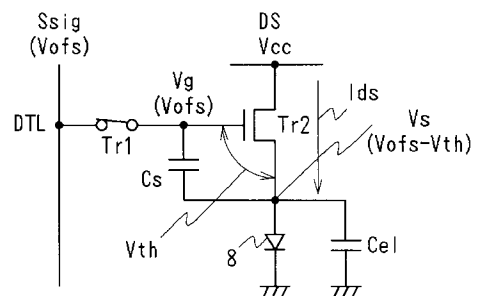 Ssig
(Vofs)
DS
Vcc
Vg
(Vofs)
Ids
DTL
Tr1
Tr2
Vs
(Vofs-Vth)
Cs
Vth
8
Cel